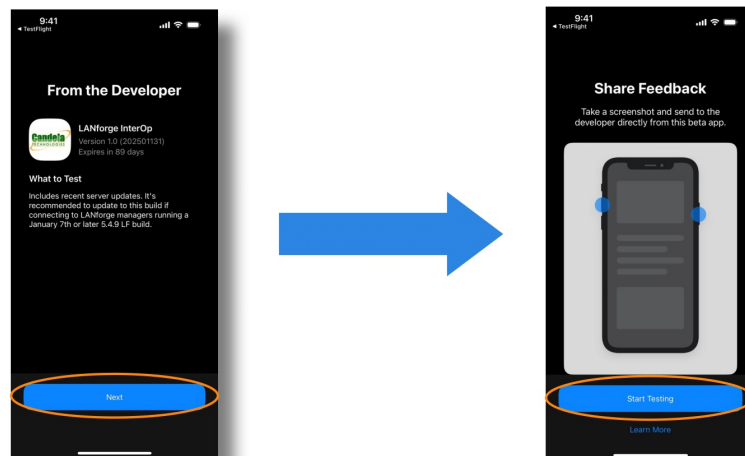 9:41
◀ TestFlight
From the Developer
Candela
TECHNOLOGIES
LANforge InterOp
Version 1.0 (202501131)
Expires in 89 days
What to Test
Includes recent server updates. It's
recommended to update to this build if
connecting to LANforge managers running a
January 7th or later 5.4.9 LF build.
Next
9:41
◀ TestFlight
Share Feedback
Take a screenshot and send to the
developer directly from this beta app.
Start Testing
Learn More